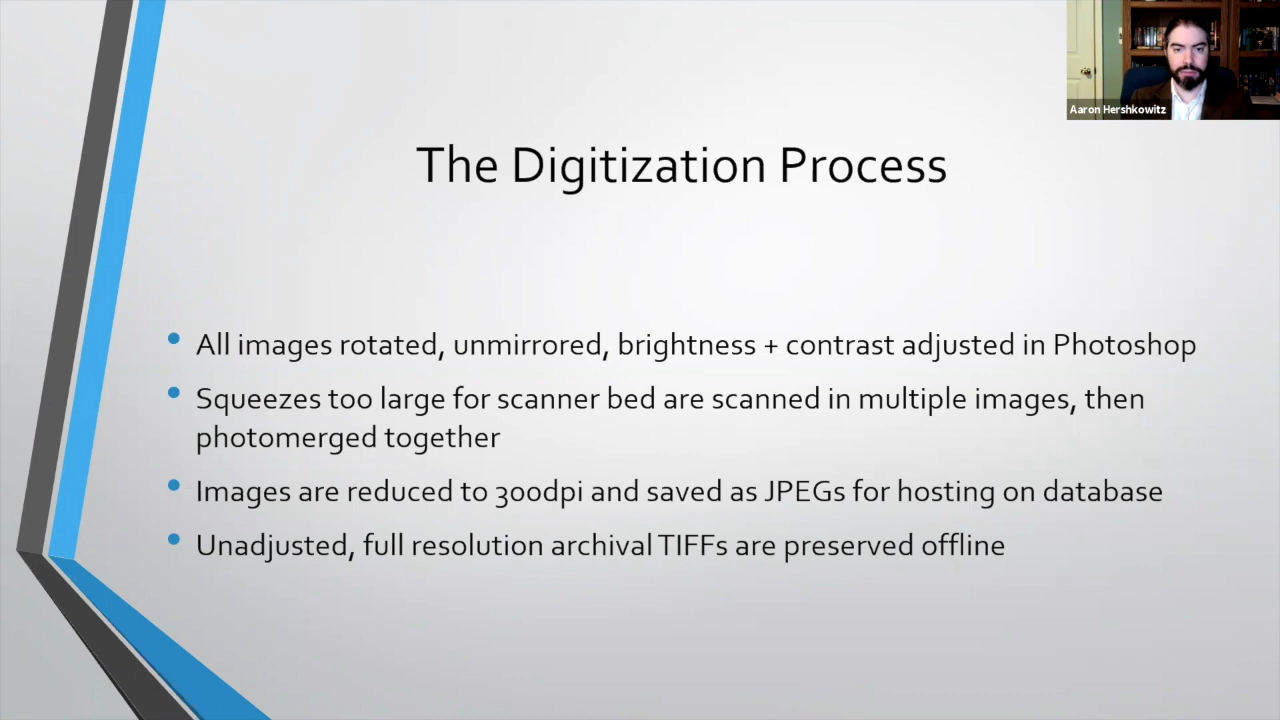 Aaron Hershkowitz
The Digitization Process
All images rotated, unmirrored, brightness + contrast adjusted in Photoshop
Squeezes too large for scanner bed are scanned in multiple images, then
photomerged together
Images are reduced to 300dpi and saved as JPEGs for hosting on database
Unadjusted, full resolution archival TIFFs are preserved offline